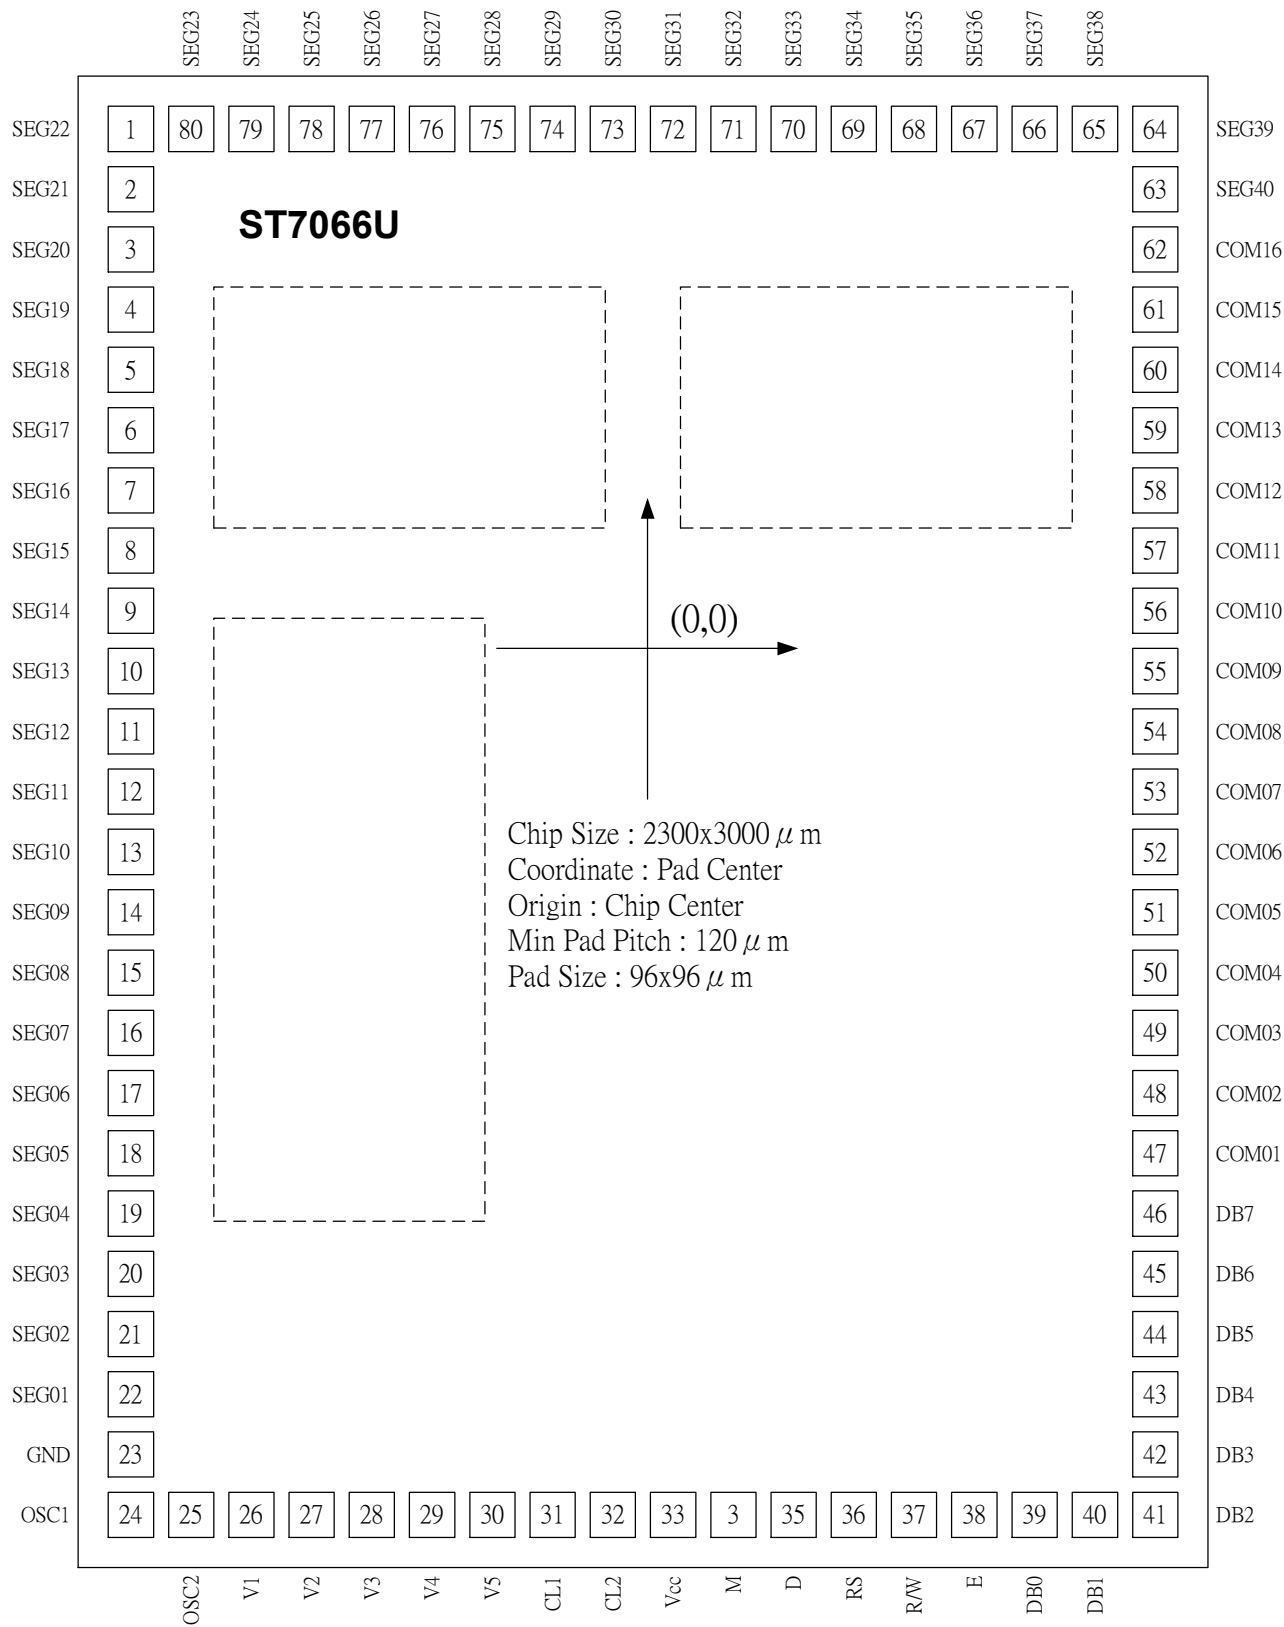 SEG23 SEG24 SEG25 SEG26 SEG27 SEG28 SEG29 SEG30 SEG31 SEG32 SEG33 SEG34 SEG35 SEG36 SEG37 SEG38
SEG22 1 80 79 78 77 76 75 74 73 72 71 70 69 68 67 66 65 64 SEG39
SEG21 2 63 SEG40
ST7066U
SEG20 3 62 COM16
SEG19 4 61 COM15
SEG18 5 60 COM14
SEG17 6 59 COM13
SEG16 7 58 COM12
SEG15 8 57 COM11
SEG14 9 (0,0) 56 COM10
SEG13 10 55 COM09
SEG12 11 54 COM08
SEG11 12 53 COM07
Chip Size : 2300x3000 μ m
SEG10 13 52 COM06
Coordinate : Pad Center
Origin : Chip Center
SEG09 14 51 COM05
Min Pad Pitch : 120 μ m
Pad Size : 96x96 μ m
SEG08 15 50 COM04
SEG07 16 49 COM03
SEG06 17 48 COM02
SEG05 18 47 COM01
SEG04 19 46 DB7
SEG03 20 45 DB6
SEG02 21 44 DB5
SEG01 22 43 DB4
GND 23 42 DB3
OSC1 24 25 26 27 28 29 30 31 32 33 3 35 36 37 38 39 40 41 DB2
OSC2 V1 V2 V3 V4 V5 CL1 CL2 Vcc M D RS R/W E DB0 DB1